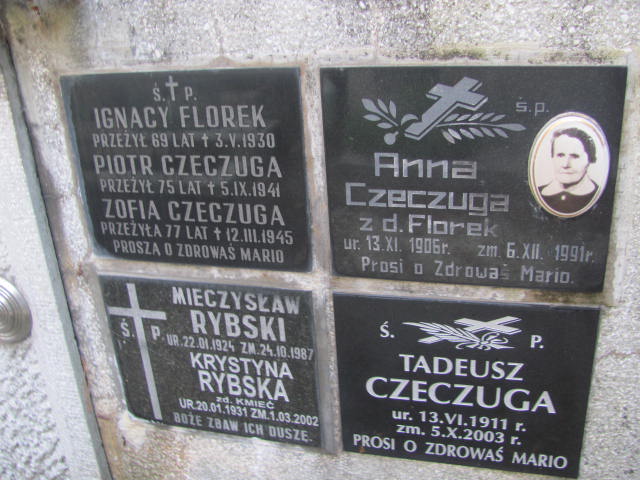 Ś. P.
IGNACY FLOREK
PRZEŻYŁ 69 LAT ✝ 3.V.1930
PIOTR CZECZUGA
PRZEŻYŁ 75 LAT ✝ 5.IX.1941
ZOFIA CZECZUGA
PRZEŻYŁA 77 LAT ✝ 12.III.1945
PROSZĄ O ZDROWAŚ MARIO
ś.p.
Anna
Czeczuga
z d. Florek
ur. 13.XI. 1906r. zm. 6.XII. 1991r.
Prosi o Zdrowaś Mario.
Ś. P.
MIECZYSŁAW
RYBSKI
UR. 22.01.1924 ZM. 24.10.1987
KRYSTYNA
RYBSKA
zd. KMIEĆ
UR. 20.01.1931 ZM. 1.03.2002
BOŻE ZBAW ICH DUSZE.
Ś. P.
TADEUSZ
CZECZUGA
ur. 13.VI.1911 r.
zm. 5.X.2003 r.
PROSI O ZDROWAŚ MARIO